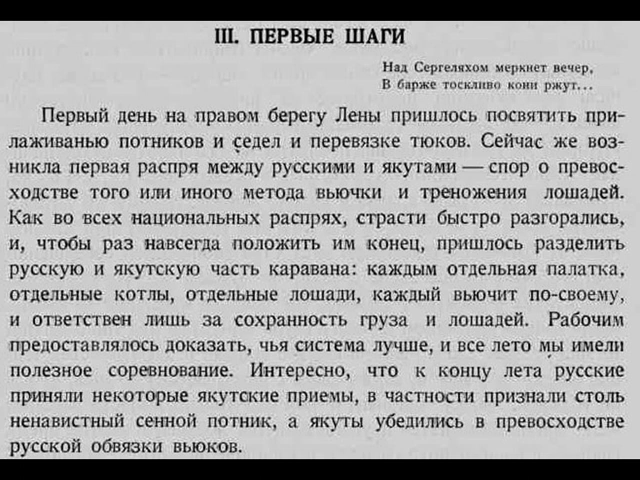 III. ПЕРВЫЕ ШАГИ
Над Сергеляхом меркнет вечер,
В барже тоскливо кони ржут...
Первый день на правом берегу Лены пришлось посвятить при-
лаживанью потников и седел и перевязке тюков. Сейчас же воз-
никла первая распря между русскими и якутами — спор о превос-
ходстве того или иного метода вьючки и треножения лошадей.
Как во всех национальных распрях, страсти быстро разгорались,
и, чтобы раз навсегда положить им конец, пришлось разделить
русскую и якутскую часть каравана: каждым отдельная палатка,
отдельные котлы, отдельные лошади, каждый вьючит по-своему,
и ответствен лишь за сохранность груза и лошадей. Рабочим
предоставлялось доказать, чья система лучше, и все лето мы имели
полезное соревнование. Интересно, что к концу лета русские
приняли некоторые якутские приемы, в частности признали столь
ненавистный сенной потник, а якуты убедились в превосходстве
русской обвязки вьюков.